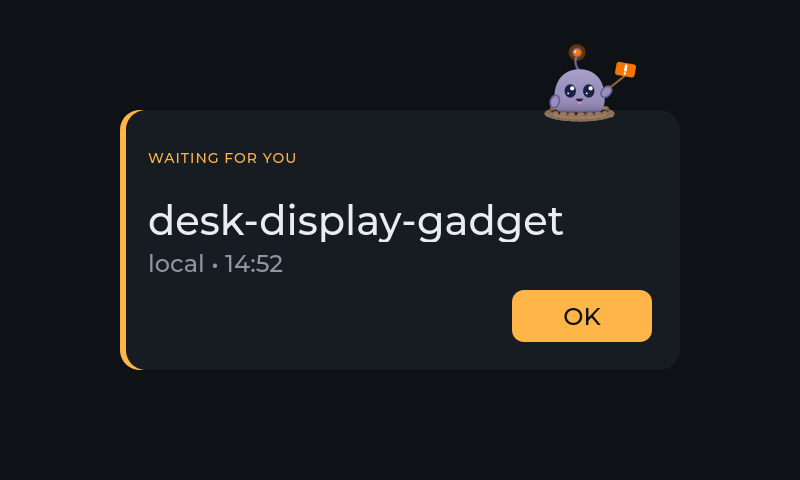 !
WAITING FOR YOU
desk-display-gadget
local • 14:52
OK